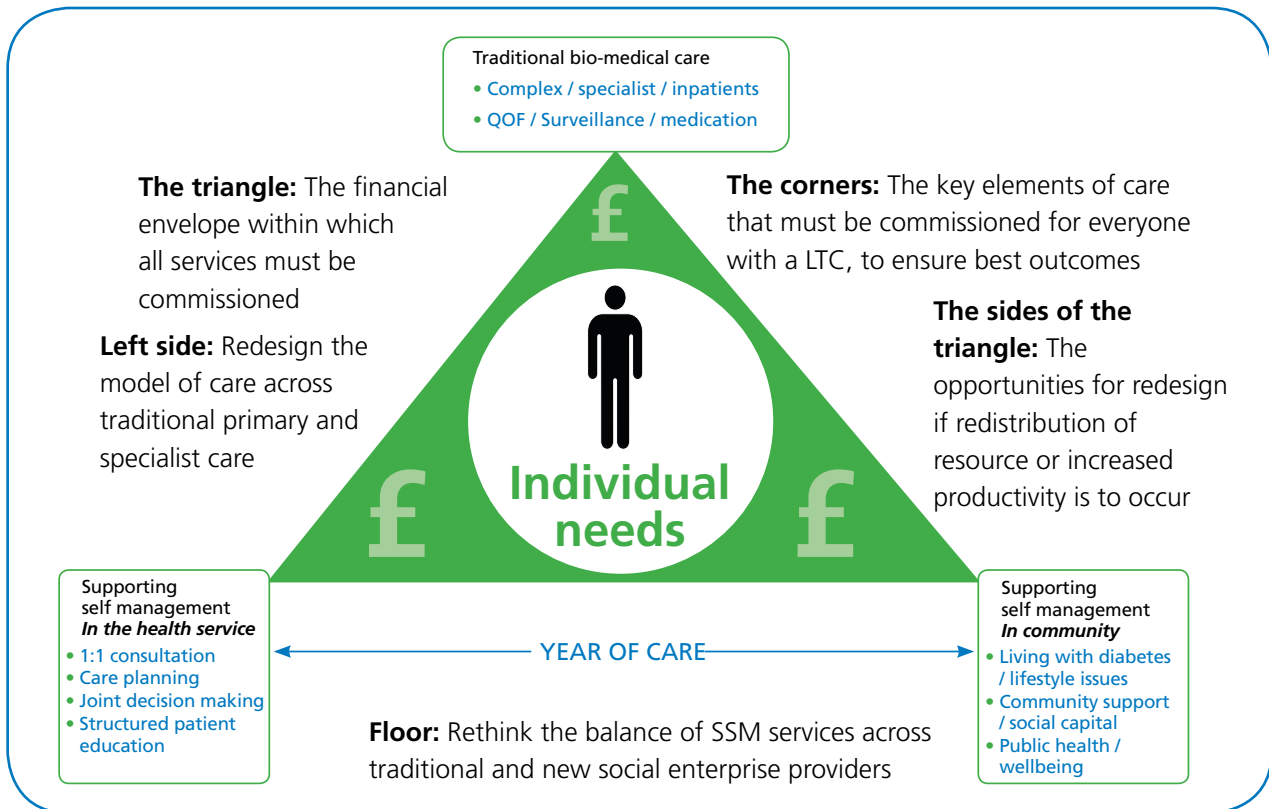 Traditional bio-medical care
• Complex / specialist / inpatients
• QOF / Surveillance / medication
The triangle: The financial
envelope within which
all services must be
commissioned
Left side: Redesign the
model of care across
traditional primary and
specialist care
The corners: The key elements of care
that must be commissioned for everyone
with a LTC, to ensure best outcomes
The sides of the
triangle: The
opportunities for redesign
if redistribution of
resource or increased
productivity is to occur
£
£
£
Individual
needs
Supporting
self management
In the health service
• 1:1 consultation
• Care planning
• Joint decision making
• Structured patient
education
YEAR OF CARE
Supporting
self management
In community
• Living with diabetes
/ lifestyle issues
• Community support
/ social capital
• Public health /
wellbeing
Floor: Rethink the balance of SSM services across
traditional and new social enterprise providers